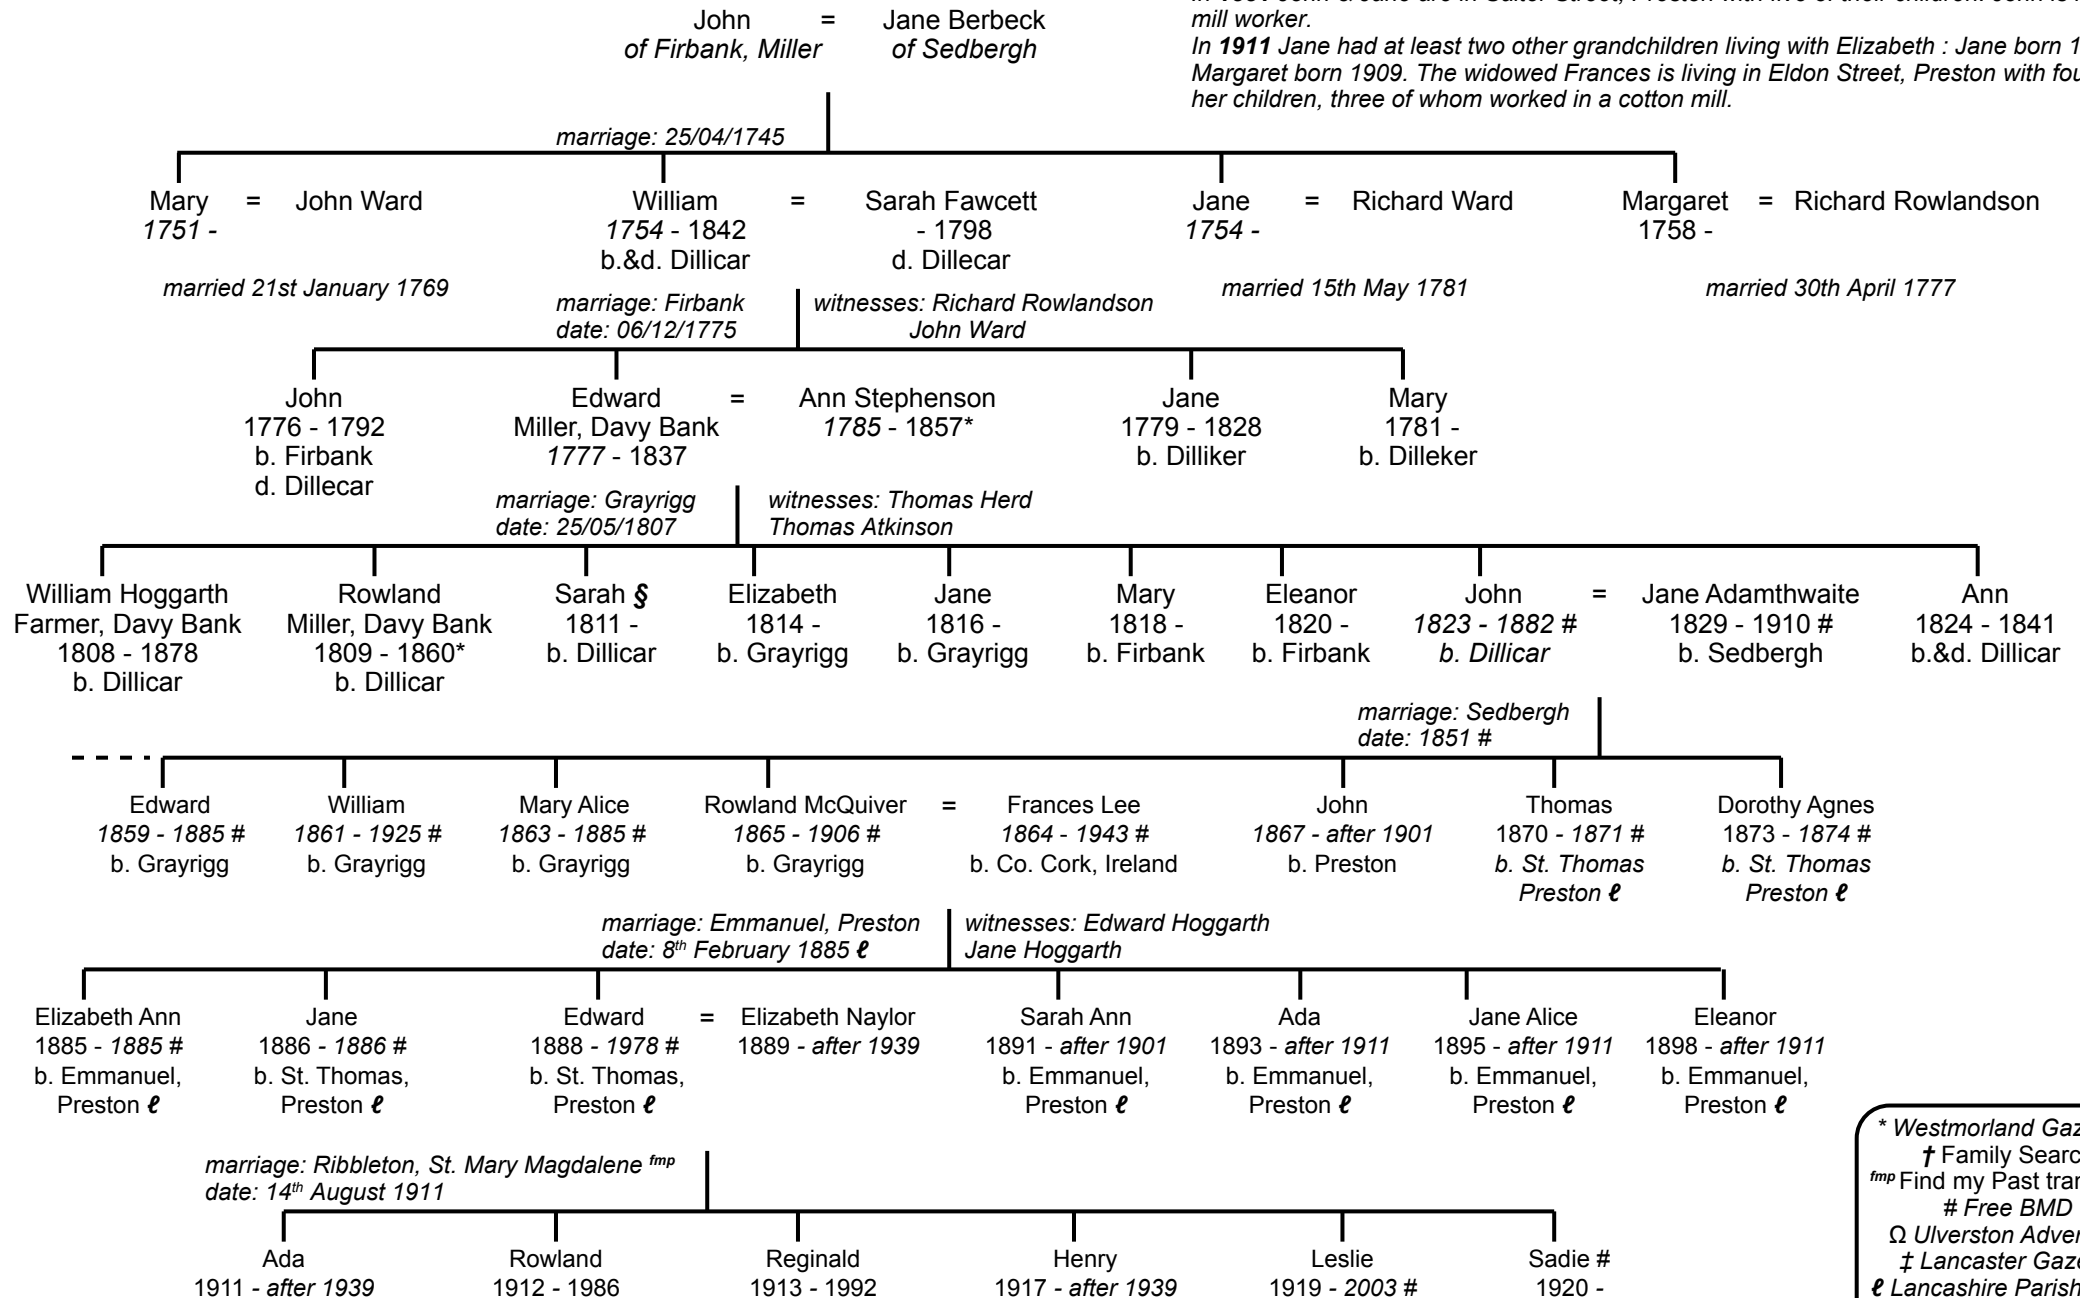 John = Jane Berbeck
of Firbank, Miller of Sedbergh
mill worker.
In 1911 Jane had at least two other grandchildren living with Elizabeth : Jane born
Margaret born 1909. The widowed Frances is living in Eldon Street, Preston with
her children, three of whom worked in a cotton mill.
marriage: 25/04/1745
Mary = John Ward William = Sarah Fawcett Jane = Richard Ward Margaret = Richard Rowlandson
1751 - 1754 - 1842 - 1798 1754 - 1758 -
b.&d. Dillicar d. Dillecar
married 21st January 1769 marriage: Firbank witnesses: Richard Rowlandson married 15th May 1781 married 30th April 1777
date: 06/12/1775 John Ward
John Edward = Ann Stephenson Jane Mary
1776 - 1792 Miller, Davy Bank 1785 - 1857* 1779 - 1828 1781 -
b. Firbank 1777 - 1837 b. Dilliker b. Dilleker
d. Dillecar
marriage: Grayrigg witnesses: Thomas Herd
date: 25/05/1807 Thomas Atkinson
William Hoggarth Rowland Sarah § Elizabeth Jane Mary Eleanor John = Jane Adamthwaite Ann
Farmer, Davy Bank Miller, Davy Bank 1811 - 1814 - 1816 - 1818 - 1820 - 1823 - 1882 # 1829 - 1910 # 1824 - 1841
1808 - 1878 1809 - 1860* b. Dillicar b. Grayrigg b. Grayrigg b. Firbank b. Firbank b. Dillicar b. Sedbergh b.&d. Dillicar
b. Dillicar b. Dillicar
marriage: Sedbergh
date: 1851 #
Edward William Mary Alice Rowland McQuiver = Frances Lee John Thomas Dorothy Agnes
1859 - 1885 # 1861 - 1925 # 1863 - 1885 # 1865 - 1906 # 1864 - 1943 # 1867 - after 1901 1870 - 1871 # 1873 - 1874 #
b. Grayrigg b. Grayrigg b. Grayrigg b. Grayrigg b. Co. Cork, Ireland b. Preston b. St. Thomas b. St. Thomas
Preston ℓ Preston ℓ
marriage: Emmanuel, Preston witnesses: Edward Hoggarth
date: 8th February 1885 ℓ Jane Hoggarth
Elizabeth Ann Jane Edward = Elizabeth Naylor Sarah Ann Ada Jane Alice Eleanor
1885 - 1885 # 1886 - 1886 # 1888 - 1978 # 1889 - after 1939 1891 - after 1901 1893 - after 1911 1895 - after 1911 1898 - after 1911
b. Emmanuel, b. St. Thomas, b. St. Thomas, b. Emmanuel, b. Emmanuel, b. Emmanuel, b. Emmanuel,
Preston ℓ Preston ℓ Preston ℓ Preston ℓ Preston ℓ Preston ℓ Preston ℓ
marriage: Ribbleton, St. Mary Magdalene fmp
date: 14th August 1911
Ada Rowland Reginald Henry Leslie Sadie #
1911 - after 1939 1912 - 1986 1913 - 1992 1917 - after 1939 1919 - 2003 # 1920 -
* Westmorland
† Family
fmp Find my Past
# Free BMD
Ω Ulverston
‡ Lancaster
ℓ Lancashire Parish